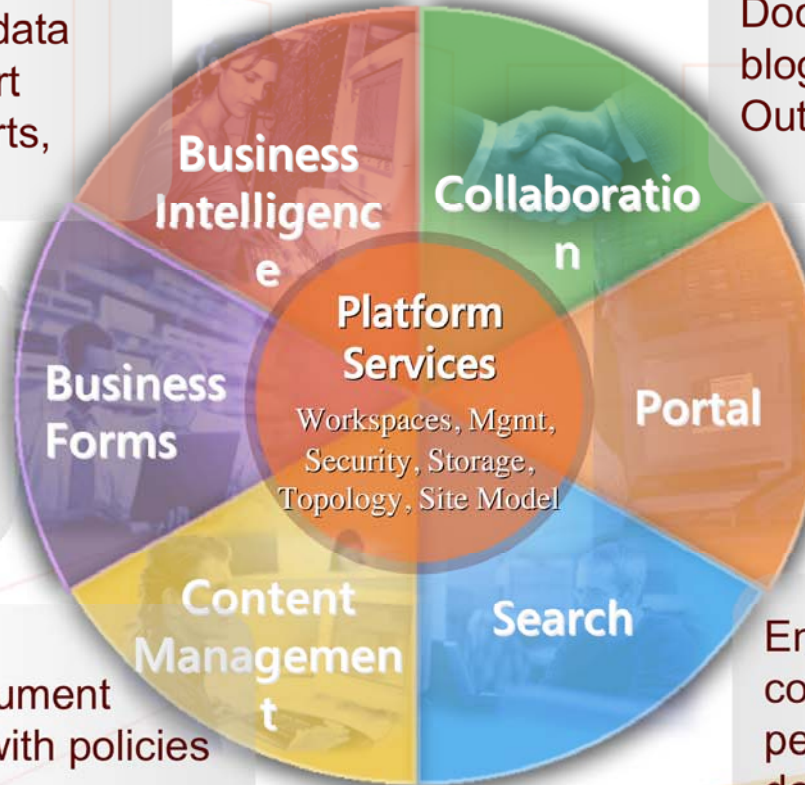 data
rts,
Doc
blog
Out
Business
Intelligenc
e
Collaboratio
n
Platform
Services
Workspaces, Mgmt,
Security, Storage,
Topology, Site Model
Business
Forms
Portal
Content
Managemen
t
Search
ument
with policies
En
co
pe